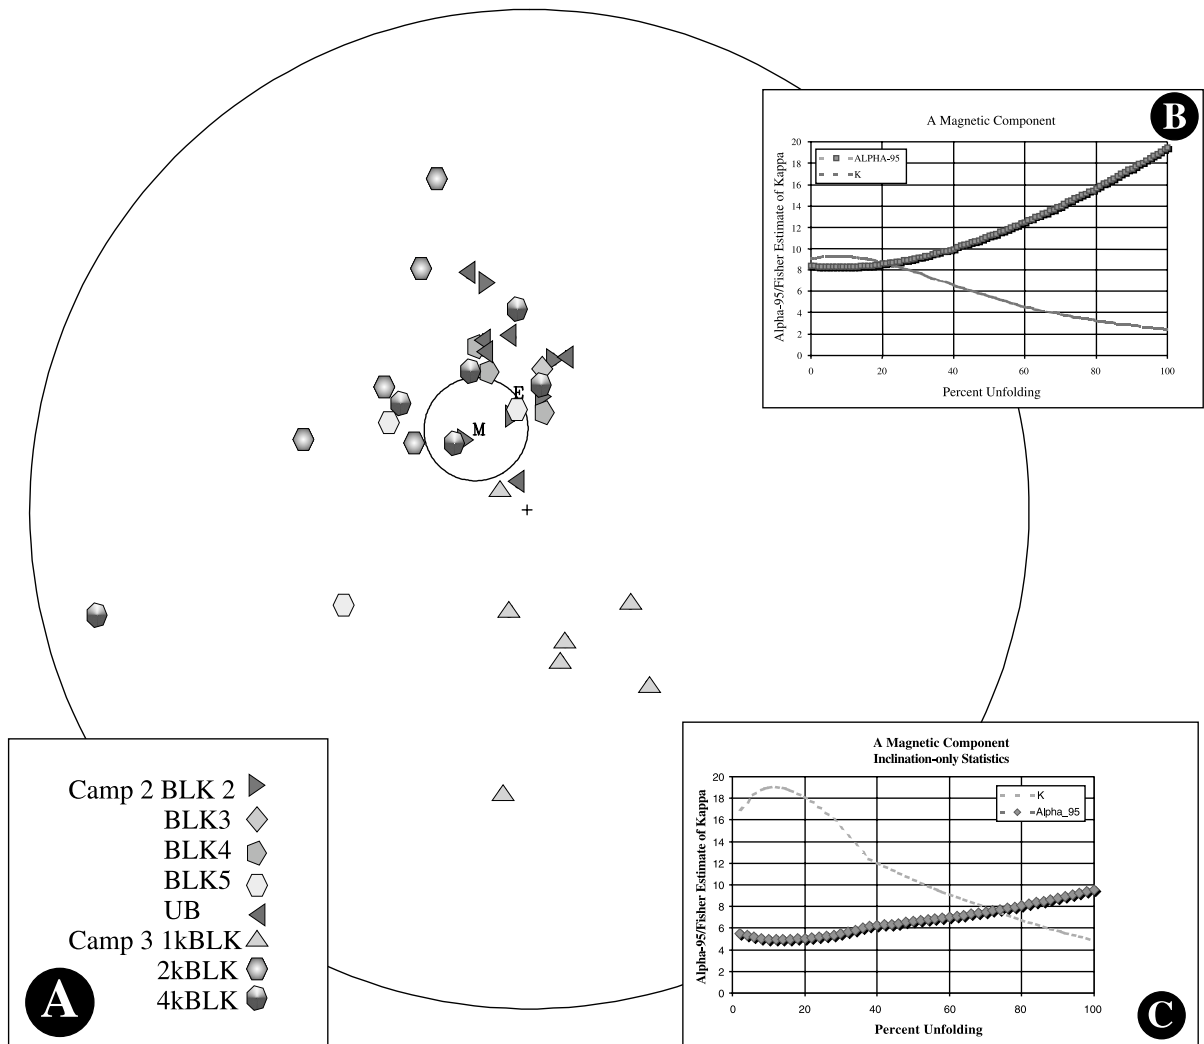 B
A Magnetic Component
Alpha-95/Fisher Estimate of Kappa
20
18
16
14
12
10
8
6
4
2
0
ALPHA-95
K
0 20 40 60 80 100
Percent Unfolding
E
M
+
Camp 2 BLK 2
BLK3
BLK4
BLK5
UB
Camp 3 1kBLK
2kBLK
4kBLK
A
A Magnetic Component
Inclination-only Statistics
Alpha-95/Fisher Estimate of Kappa
20
18
16
14
12
10
8
6
4
2
0
K
Alpha_95
0 20 40 60 80 100
Percent Unfolding
C